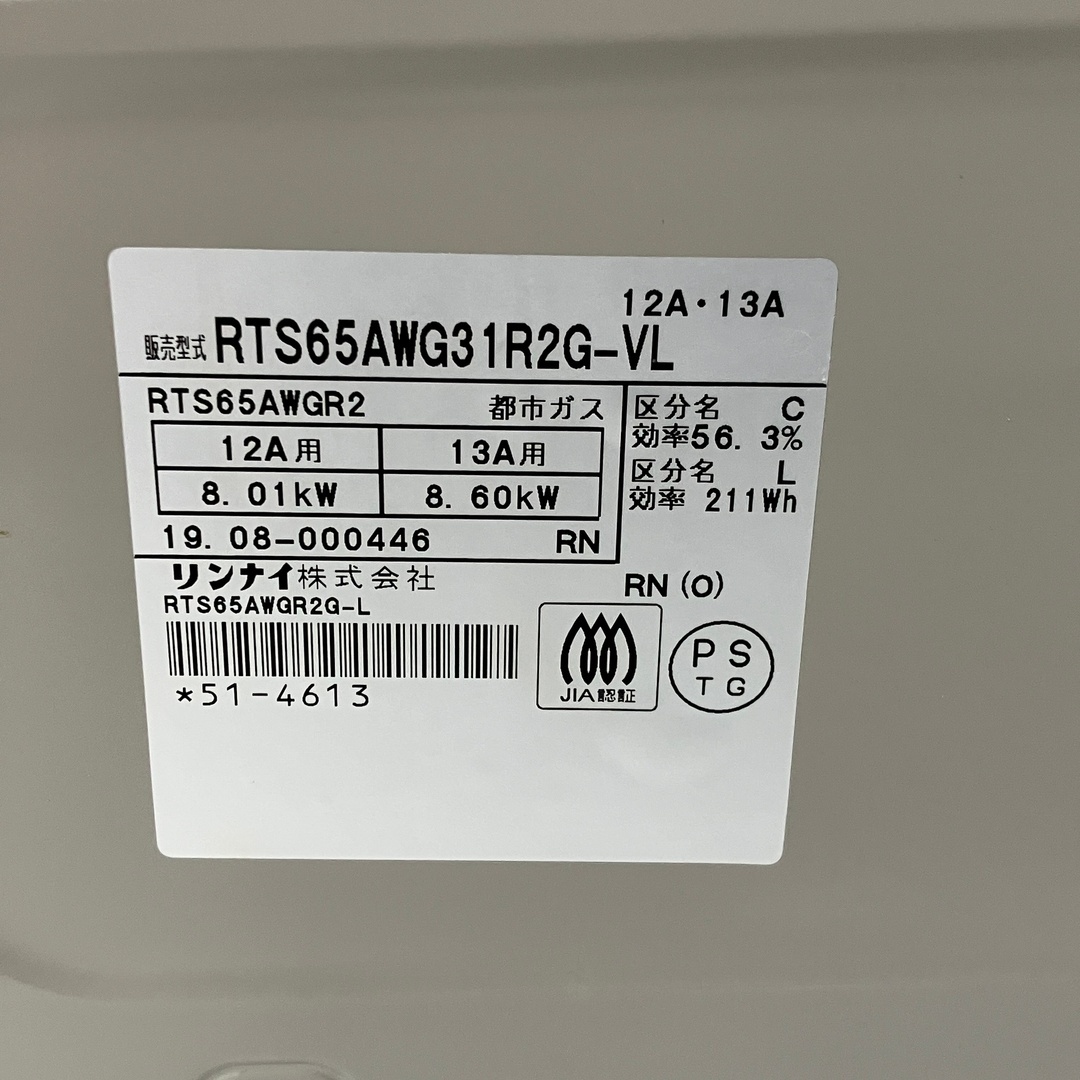 12A・13A
販売型式 RTS65AWG31R2G-VL
RTS65AWGR2 都市ガス
12A用 13A用
8.01kW 8.60kW
19.08-000446 RN
区分名 C
効率56.3%
区分名 L
効率 211Wh
リンナイ株式会社
RTS65AWGR2G-L
*51-4613
RN(O)
JIA認証
PS
TG